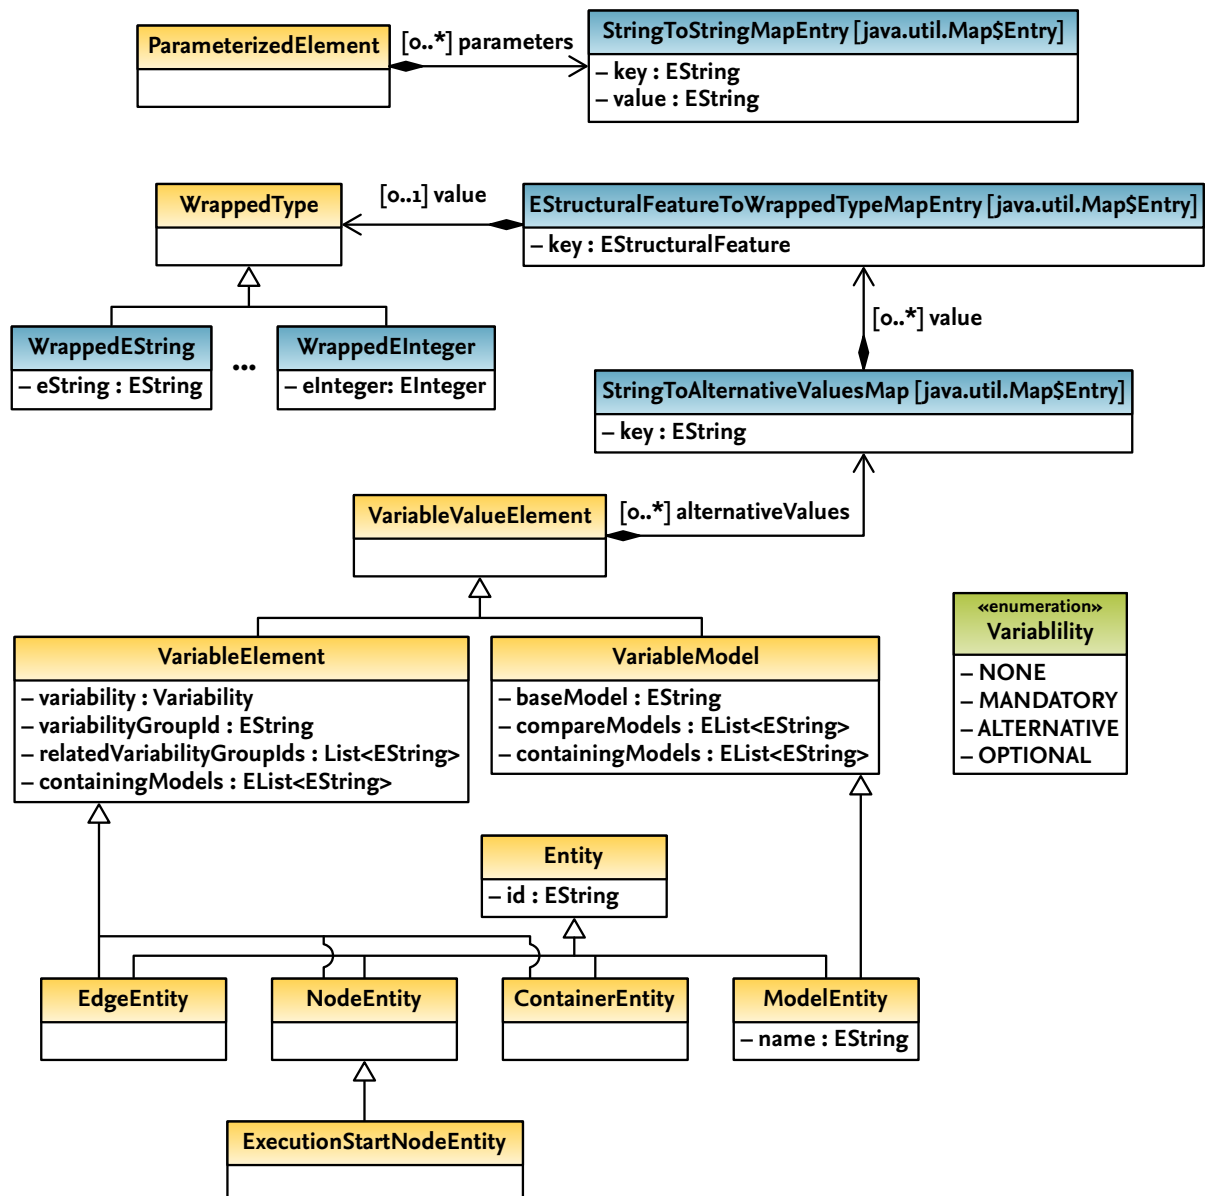 ParameterizedElement
[0..*] parameters
StringToStringMapEntry [java.util.Map$Entry]
– key : EString
– value : EString
WrappedType
[0..1] value
EStructuralFeatureToWrappedTypeMapEntry [java.util.Map$Entry]
– key : EStructuralFeature
[0..*] value
WrappedEString
– eString : EString
...
WrappedEInteger
– eInteger: EInteger
StringToAlternativeValuesMap [java.util.Map$Entry]
– key : EString
VariableValueElement
[0..*] alternativeValues
«enumeration»
Variablility
– NONE
– MANDATORY
– ALTERNATIVE
– OPTIONAL
VariableElement
– variability : Variability
– variabilityGroupId : EString
– relatedVariabilityGroupIds : List<EString>
– containingModels : EList<EString>
VariableModel
– baseModel : EString
– compareModels : EList<EString>
– containingModels : EList<EString>
Entity
– id : EString
EdgeEntity
NodeEntity
ContainerEntity
ModelEntity
– name : EString
ExecutionStartNodeEntity